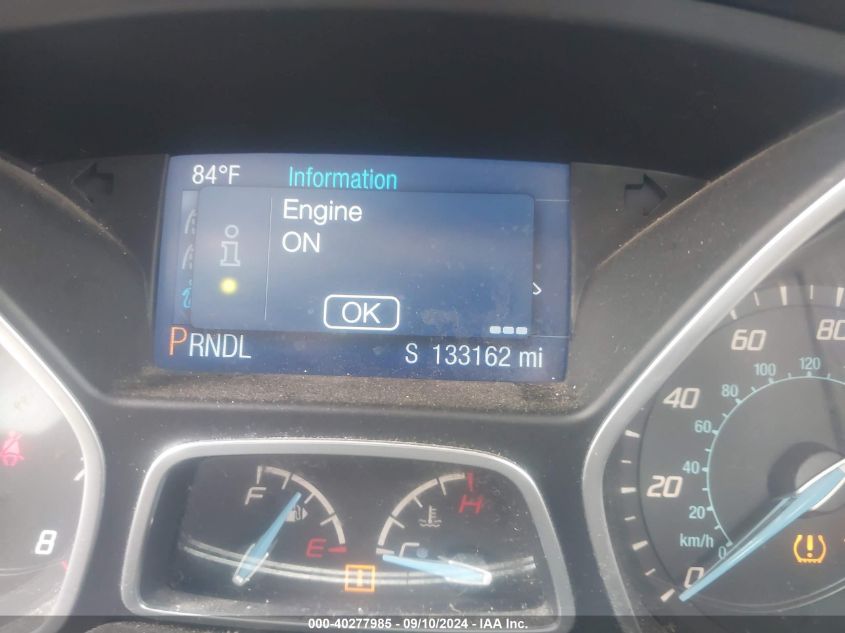 84°F Information
Engine
ON
OK
PRNDL S 133162 mi
60 80
100 120
80
40
60
40
20
20
km/h
0
0
8
F
E
C
H
000-40277985 - 09/10/2024 - IAA Inc.